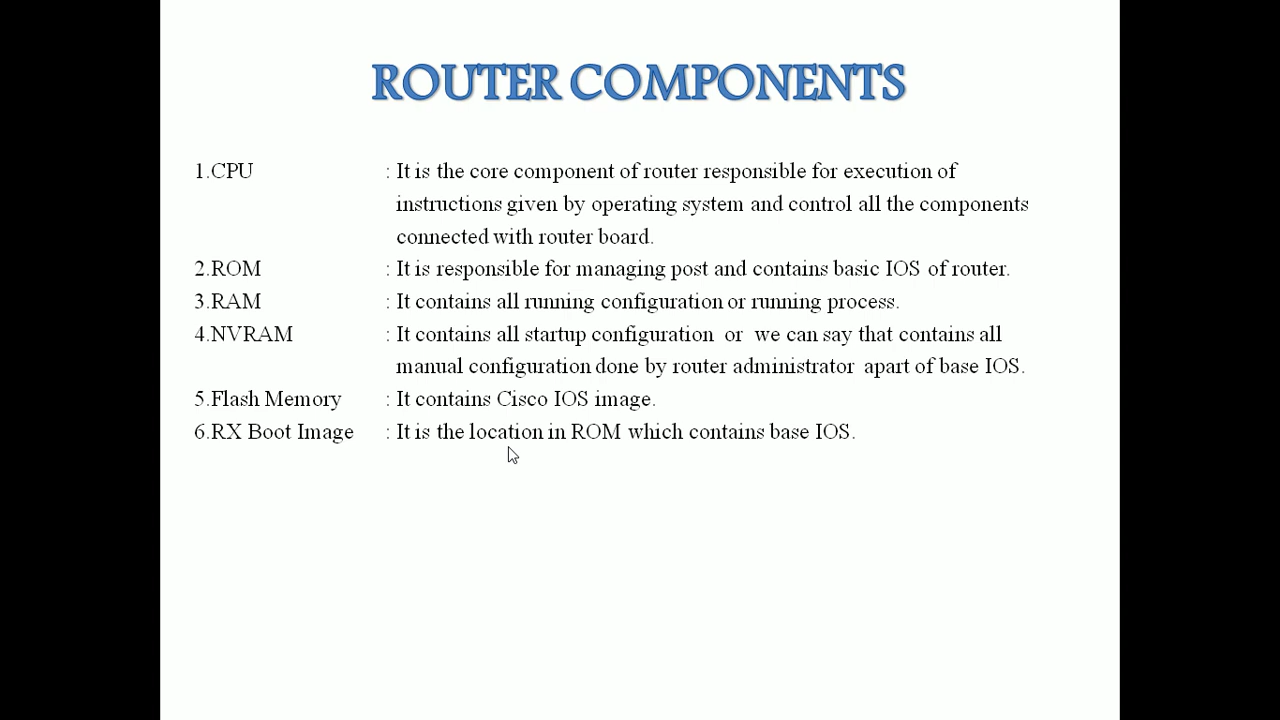 ROUTER COMPONENTS
1.CPU : It is the core component of router responsible for execution of
instructions given by operating system and control all the components
connected with router board.
2.ROM : It is responsible for managing post and contains basic IOS of router.
3.RAM : It contains all running configuration or running process.
4.NVRAM : It contains all startup configuration or we can say that contains all
manual configuration done by router administrator apart of base IOS.
5.Flash Memory : It contains Cisco IOS image.
6.RX Boot Image : It is the location in ROM which contains base IOS.